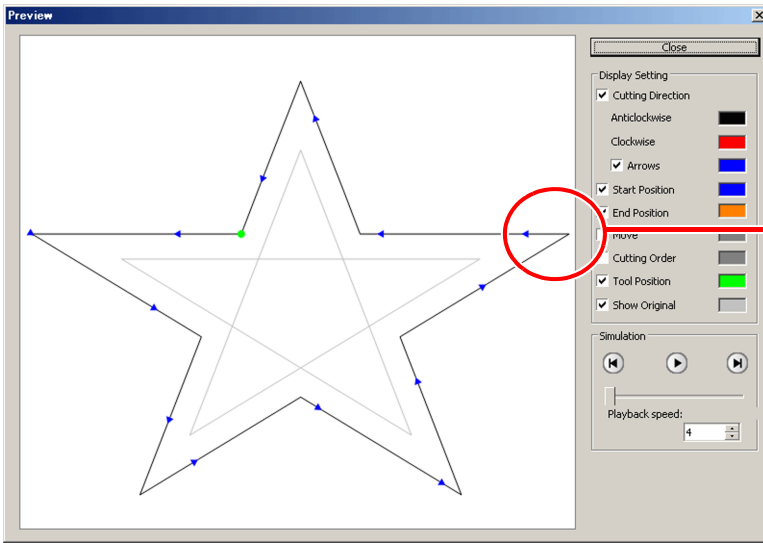 Preview
Close
Display Setting
Cutting Direction
Anticlockwise
Clockwise
Arrows
Start Position
End Position
Move
Cutting Order
Tool Position
Show Original
Simulation
Playback speed:
4